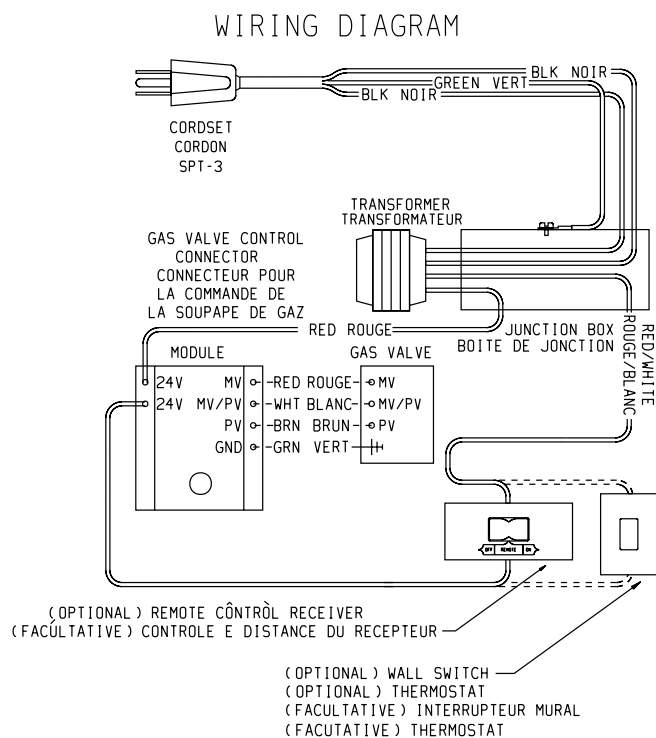 WIRING DIAGRAM
BLK NOIR
GREEN VERT
BLK NOIR
CORDSET
CORDON
SPT-3
TRANSFORMER
TRANSFORMATEUR
GAS VALVE CONTROL
CONNECTOR
CONNECTEUR POUR
LA COMMANDE DE
LA SOUPAPE DE GAZ
RED ROUGE
JUNCTION BOX
BOITE DE JONCTION
RED/WHITE
ROUGE/BLANC
MODULE
GAS VALVE
24V MV RED ROUGE MV
24V MV/PV WHT BLANC MV/PV
PV BRN BRUN PV
GND GRN VERT
OFF REMOTE ON
(OPTIONAL) REMOTE CÔNTRÒL RECEIVER
(FACÚLTATIVE) CONTROLE E DISTANCE DU RECEPTEUR
(OPTIONAL) WALL SWITCH
(OPTIONAL) THERMOSTAT
(FACULTATIVE) INTERRUPTEUR MURAL
(FACUTATIVE) THERMOSTAT